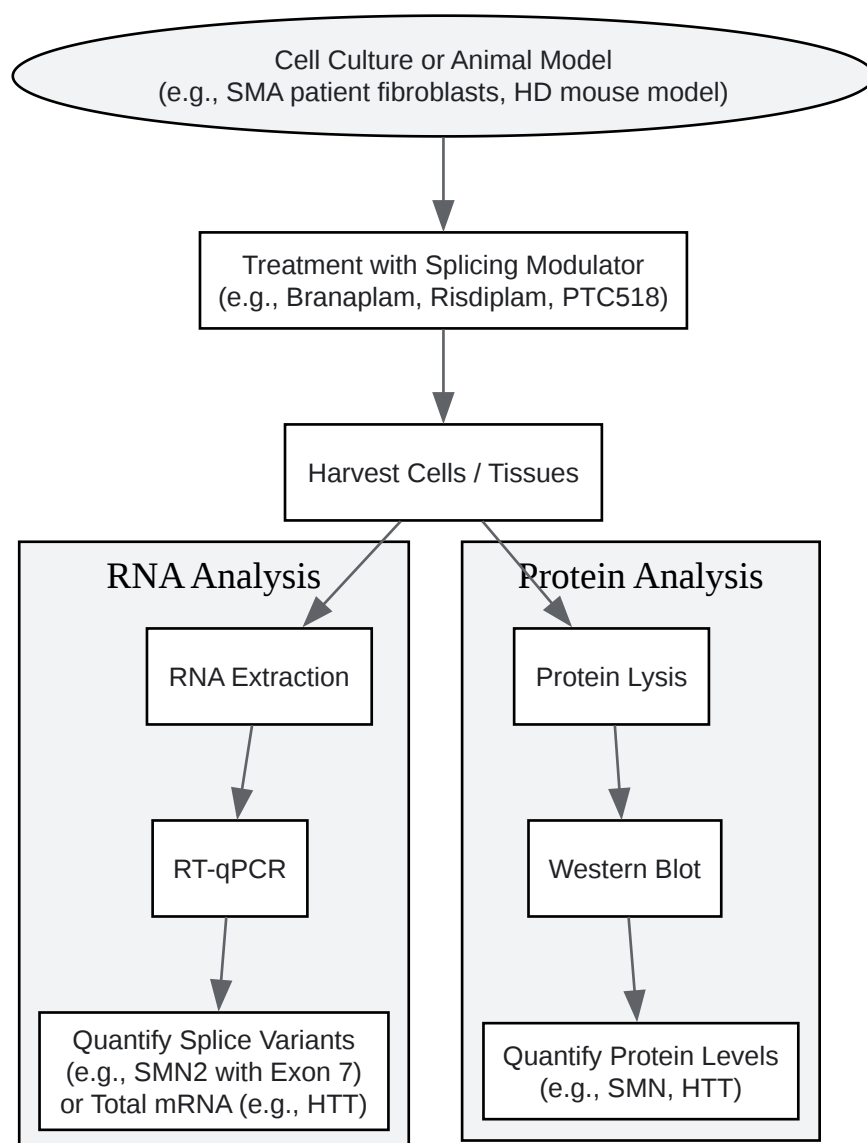 Cell Culture or Animal Model
(e.g., SMA patient fibroblasts, HD mouse model)
Treatment with Splicing Modulator
(e.g., Branaplam, Risdiplam, PTC518)
Harvest Cells / Tissues
RNA Analysis
RNA Extraction
RT-qPCR
Quantify Splice Variants
(e.g., SMN2 with Exon 7)
or Total mRNA (e.g., HTT)
Protein Analysis
Protein Lysis
Western Blot
Quantify Protein Levels
(e.g., SMN, HTT)